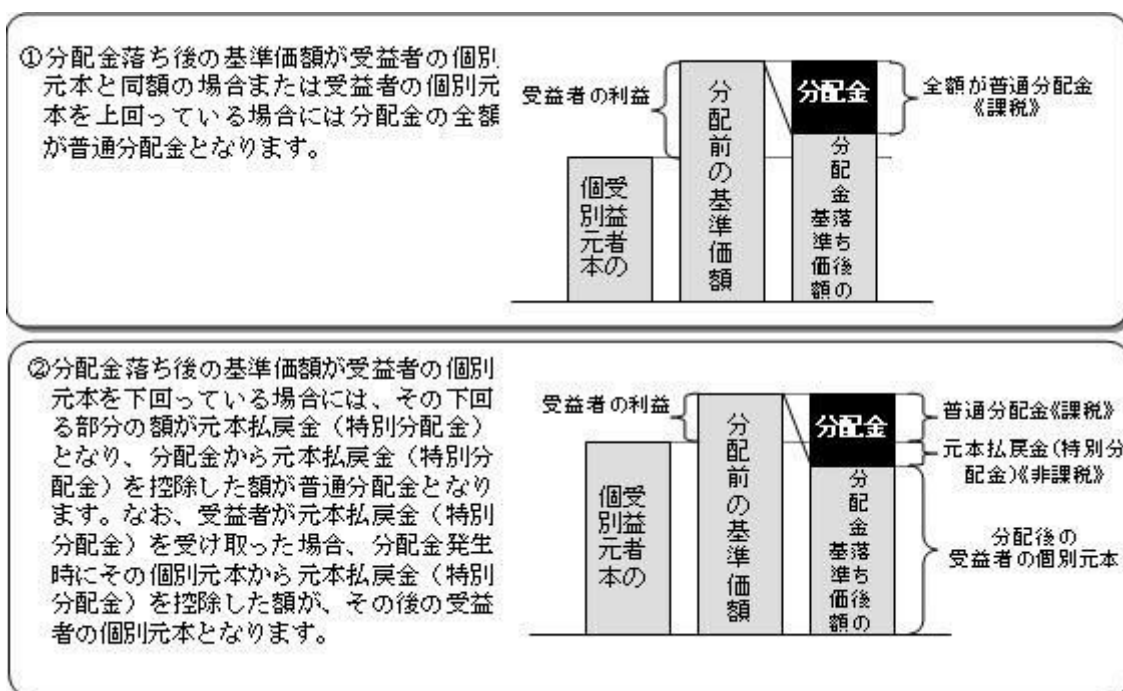 ①分配金落ち後の基準価額が受益者の個別
元本と同額の場合または受益者の個別元
本を上回っている場合には分配金の全額
が普通分配金となります。
受益者の利益
受益者の
個別元本
分配前の基準価額
分配金
分配金落ち後の
基準価額
全額が普通分配金
《課税》
②分配金落ち後の基準価額が受益者の個別
元本を下回っている場合には、その下回
る部分の額が元本払戻金（特別分配金）
となり、分配金から元本払戻金（特別分
配金）を控除した額が普通分配金となり
ます。なお、受益者が元本払戻金（特別
分配金）を受け取った場合、分配金発生
時にその個別元本から元本払戻金（特別
分配金）を控除した額が、その後の受益
者の個別元本となります。
受益者の利益
受益者の
個別元本
分配前の基準価額
分配金
分配金落ち後の
基準価額
普通分配金《課税》
元本払戻金(特別分
配金)《非課税》
分配後の
受益者の個別元本